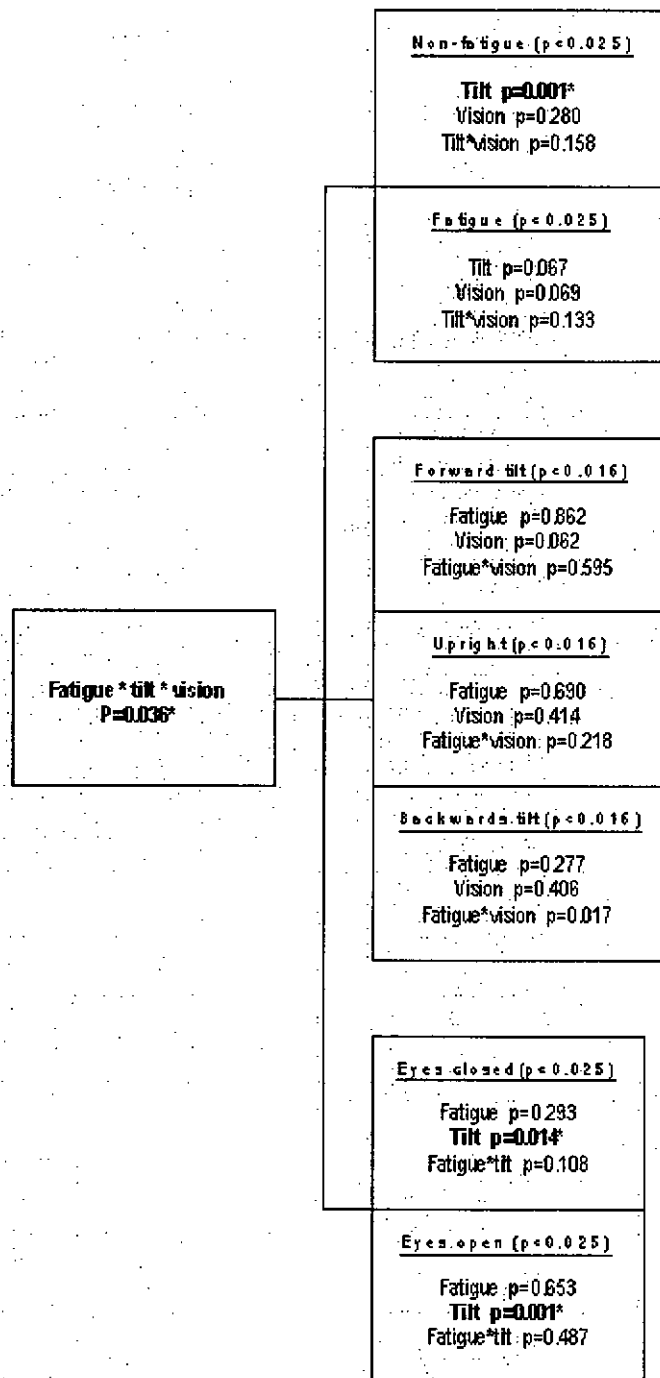 Non-fatigue (p<0.025)
Tilt p=0.001*
Vision p=0.280
Tilt*vision p=0.158
Fatigue (p<0.025)
Tilt p=0.067
Vision p=0.069
Tilt*vision p=0.133
Forward tilt (p<0.016)
Fatigue p=0.862
Vision p=0.062
Fatigue*vision p=0.595
Fatigue * tilt * vision
P=0.036*
Upright (p<0.016)
Fatigue p=0.690
Vision p=0.414
Fatigue*vision p=0.218
Backwards tilt (p<0.016)
Fatigue p=0.277
Vision p=0.406
Fatigue*vision p=0.017
Eyes closed (p<0.025)
Fatigue p=0.293
Tilt p=0.014*
Fatigue*tilt p=0.108
Eyes open (p<0.025)
Fatigue p=0.653
Tilt p=0.001*
Fatigue*tilt p=0.487